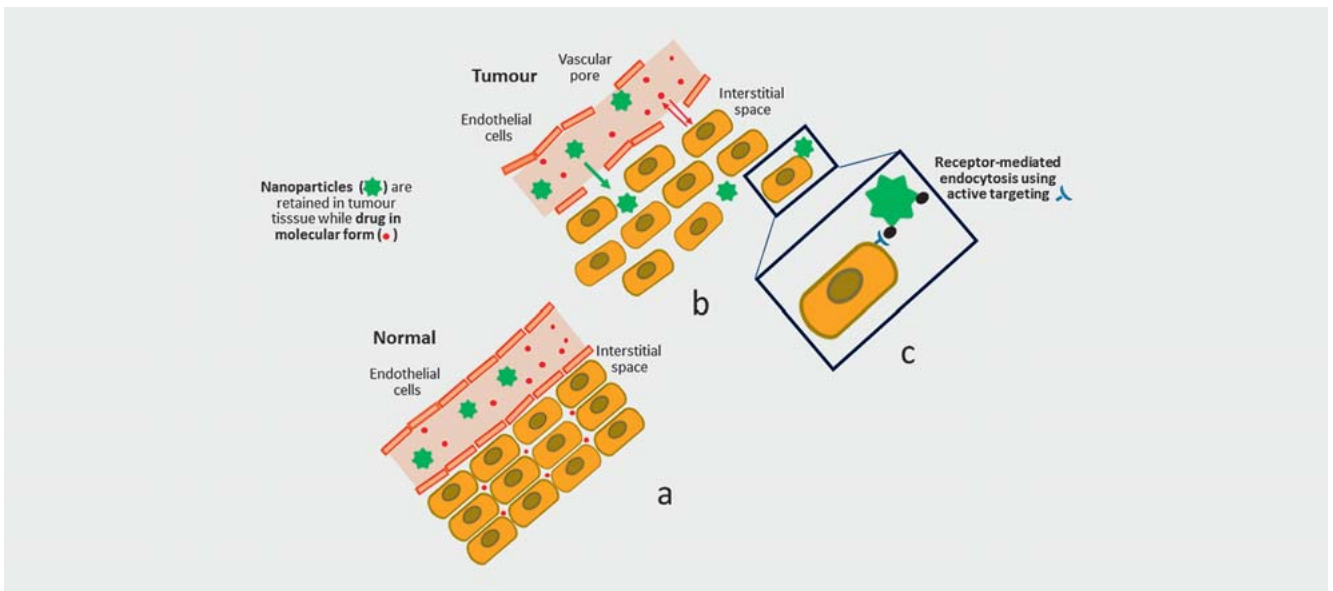 Tumour
Vascular
pore
Interstitial
space
Endothelial
cells
Nanoparticles ( ) are
retained in tumour
tisssue while drug in
molecular form ( )
Receptor-mediated
endocytosis using
active targeting
b
c
Normal
Endothelial
cells
Interstitial
space
a